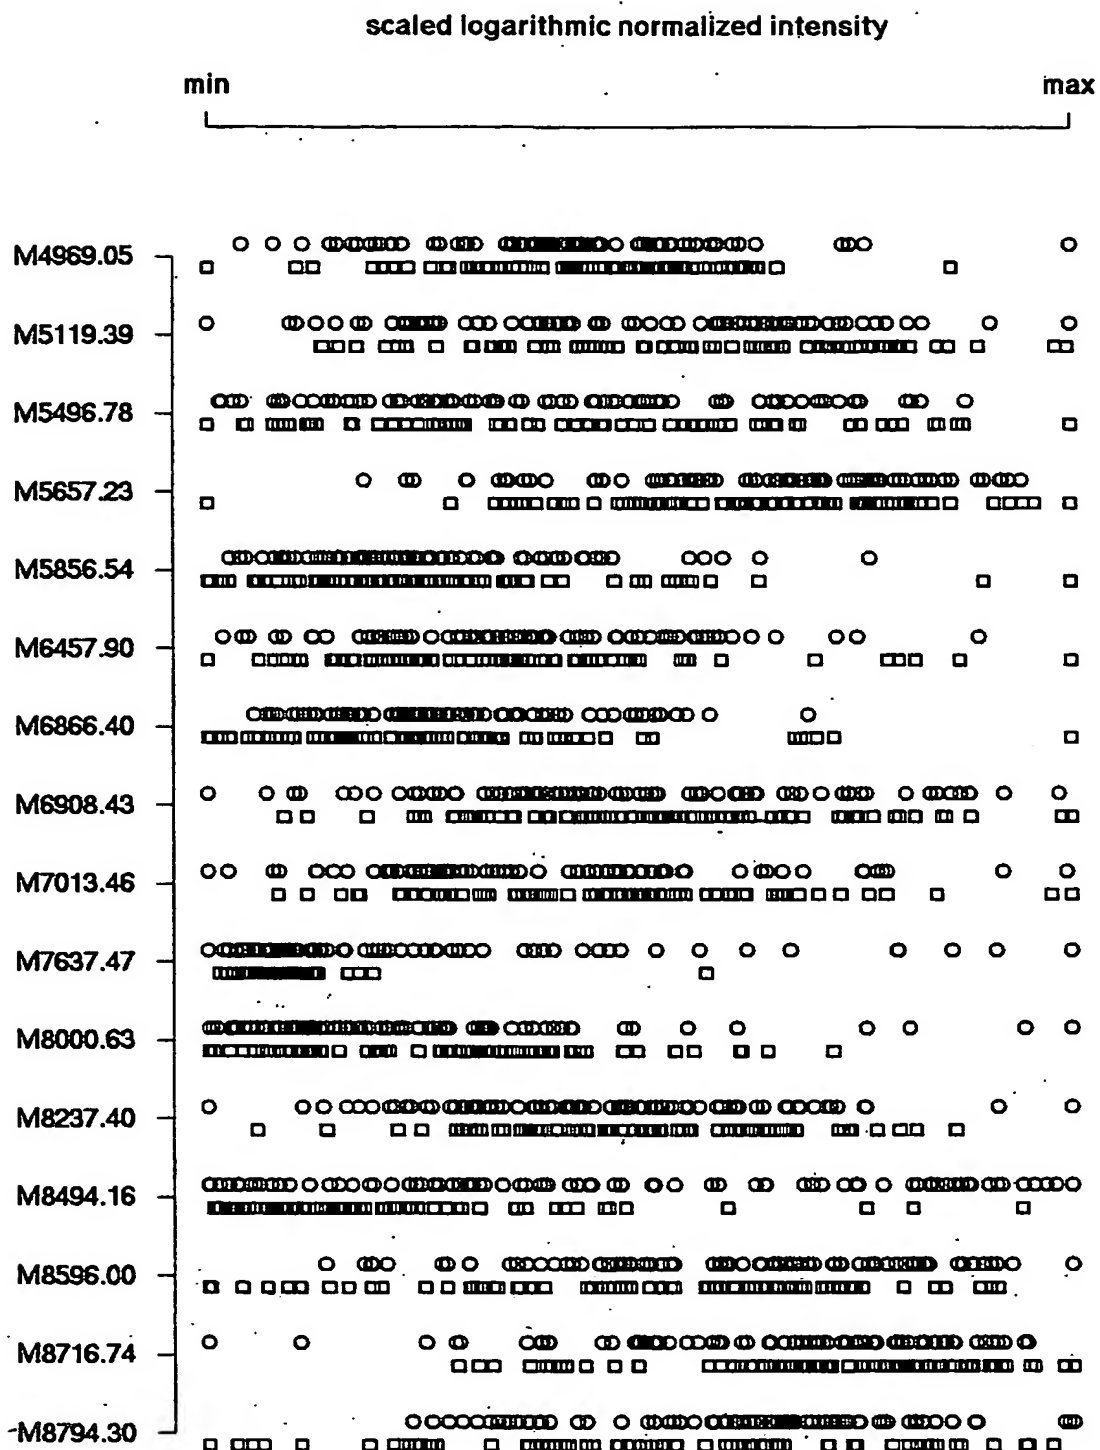 scaled logarithmic normalized intensity
min max
M4969.05
M5119.39
M5496.78
M5657.23
M5856.54
M6457.90
M6866.40
M6908.43
M7013.46
M7637.47
M8000.63
M8237.40
M8494.16
M8596.00
M8716.74
M8794.30